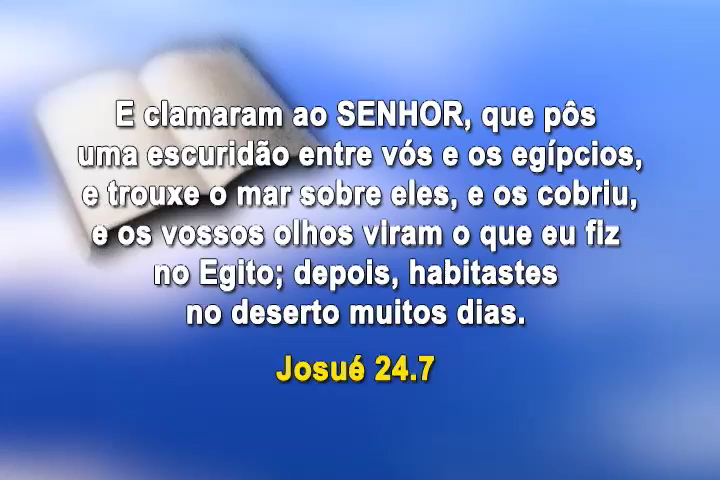 E clamaram ao SENHOR, que pôs
uma escuridão entre vós e os egípcios,
e trouxe o mar sobre eles, e os cobriu,
e os vossos olhos viram o que eu fiz
no Egito; depois, habitastes
no deserto muitos dias.
Josué 24.7